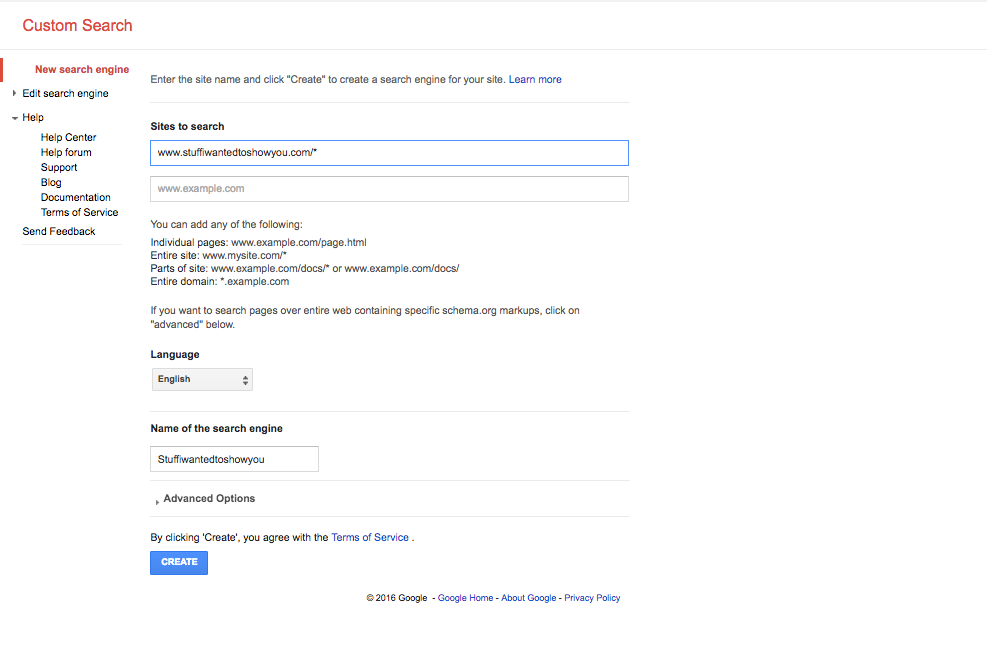 Custom Search
New search engine
Edit search engine
Help
Help Center
Help forum
Support
Blog
Documentation
Terms of Service
Send Feedback
Enter the site name and click "Create" to create a search engine for your site. Learn more
Sites to search
www.stuffiwantedtoshowyou.com/*
www.example.com
You can add any of the following:
Individual pages: www.example.com/page.html
Entire site: www.mysite.com/*
Parts of site: www.example.com/docs/* or www.example.com/docs/
Entire domain: *.example.com
If you want to search pages over entire web containing specific schema.org markups, click on
"advanced" below.
Language
English
Name of the search engine
Stuffiwantedtoshowyou
Advanced Options
By clicking 'Create', you agree with the Terms of Service .
CREATE
© 2016 Google - Google Home - About Google - Privacy Policy